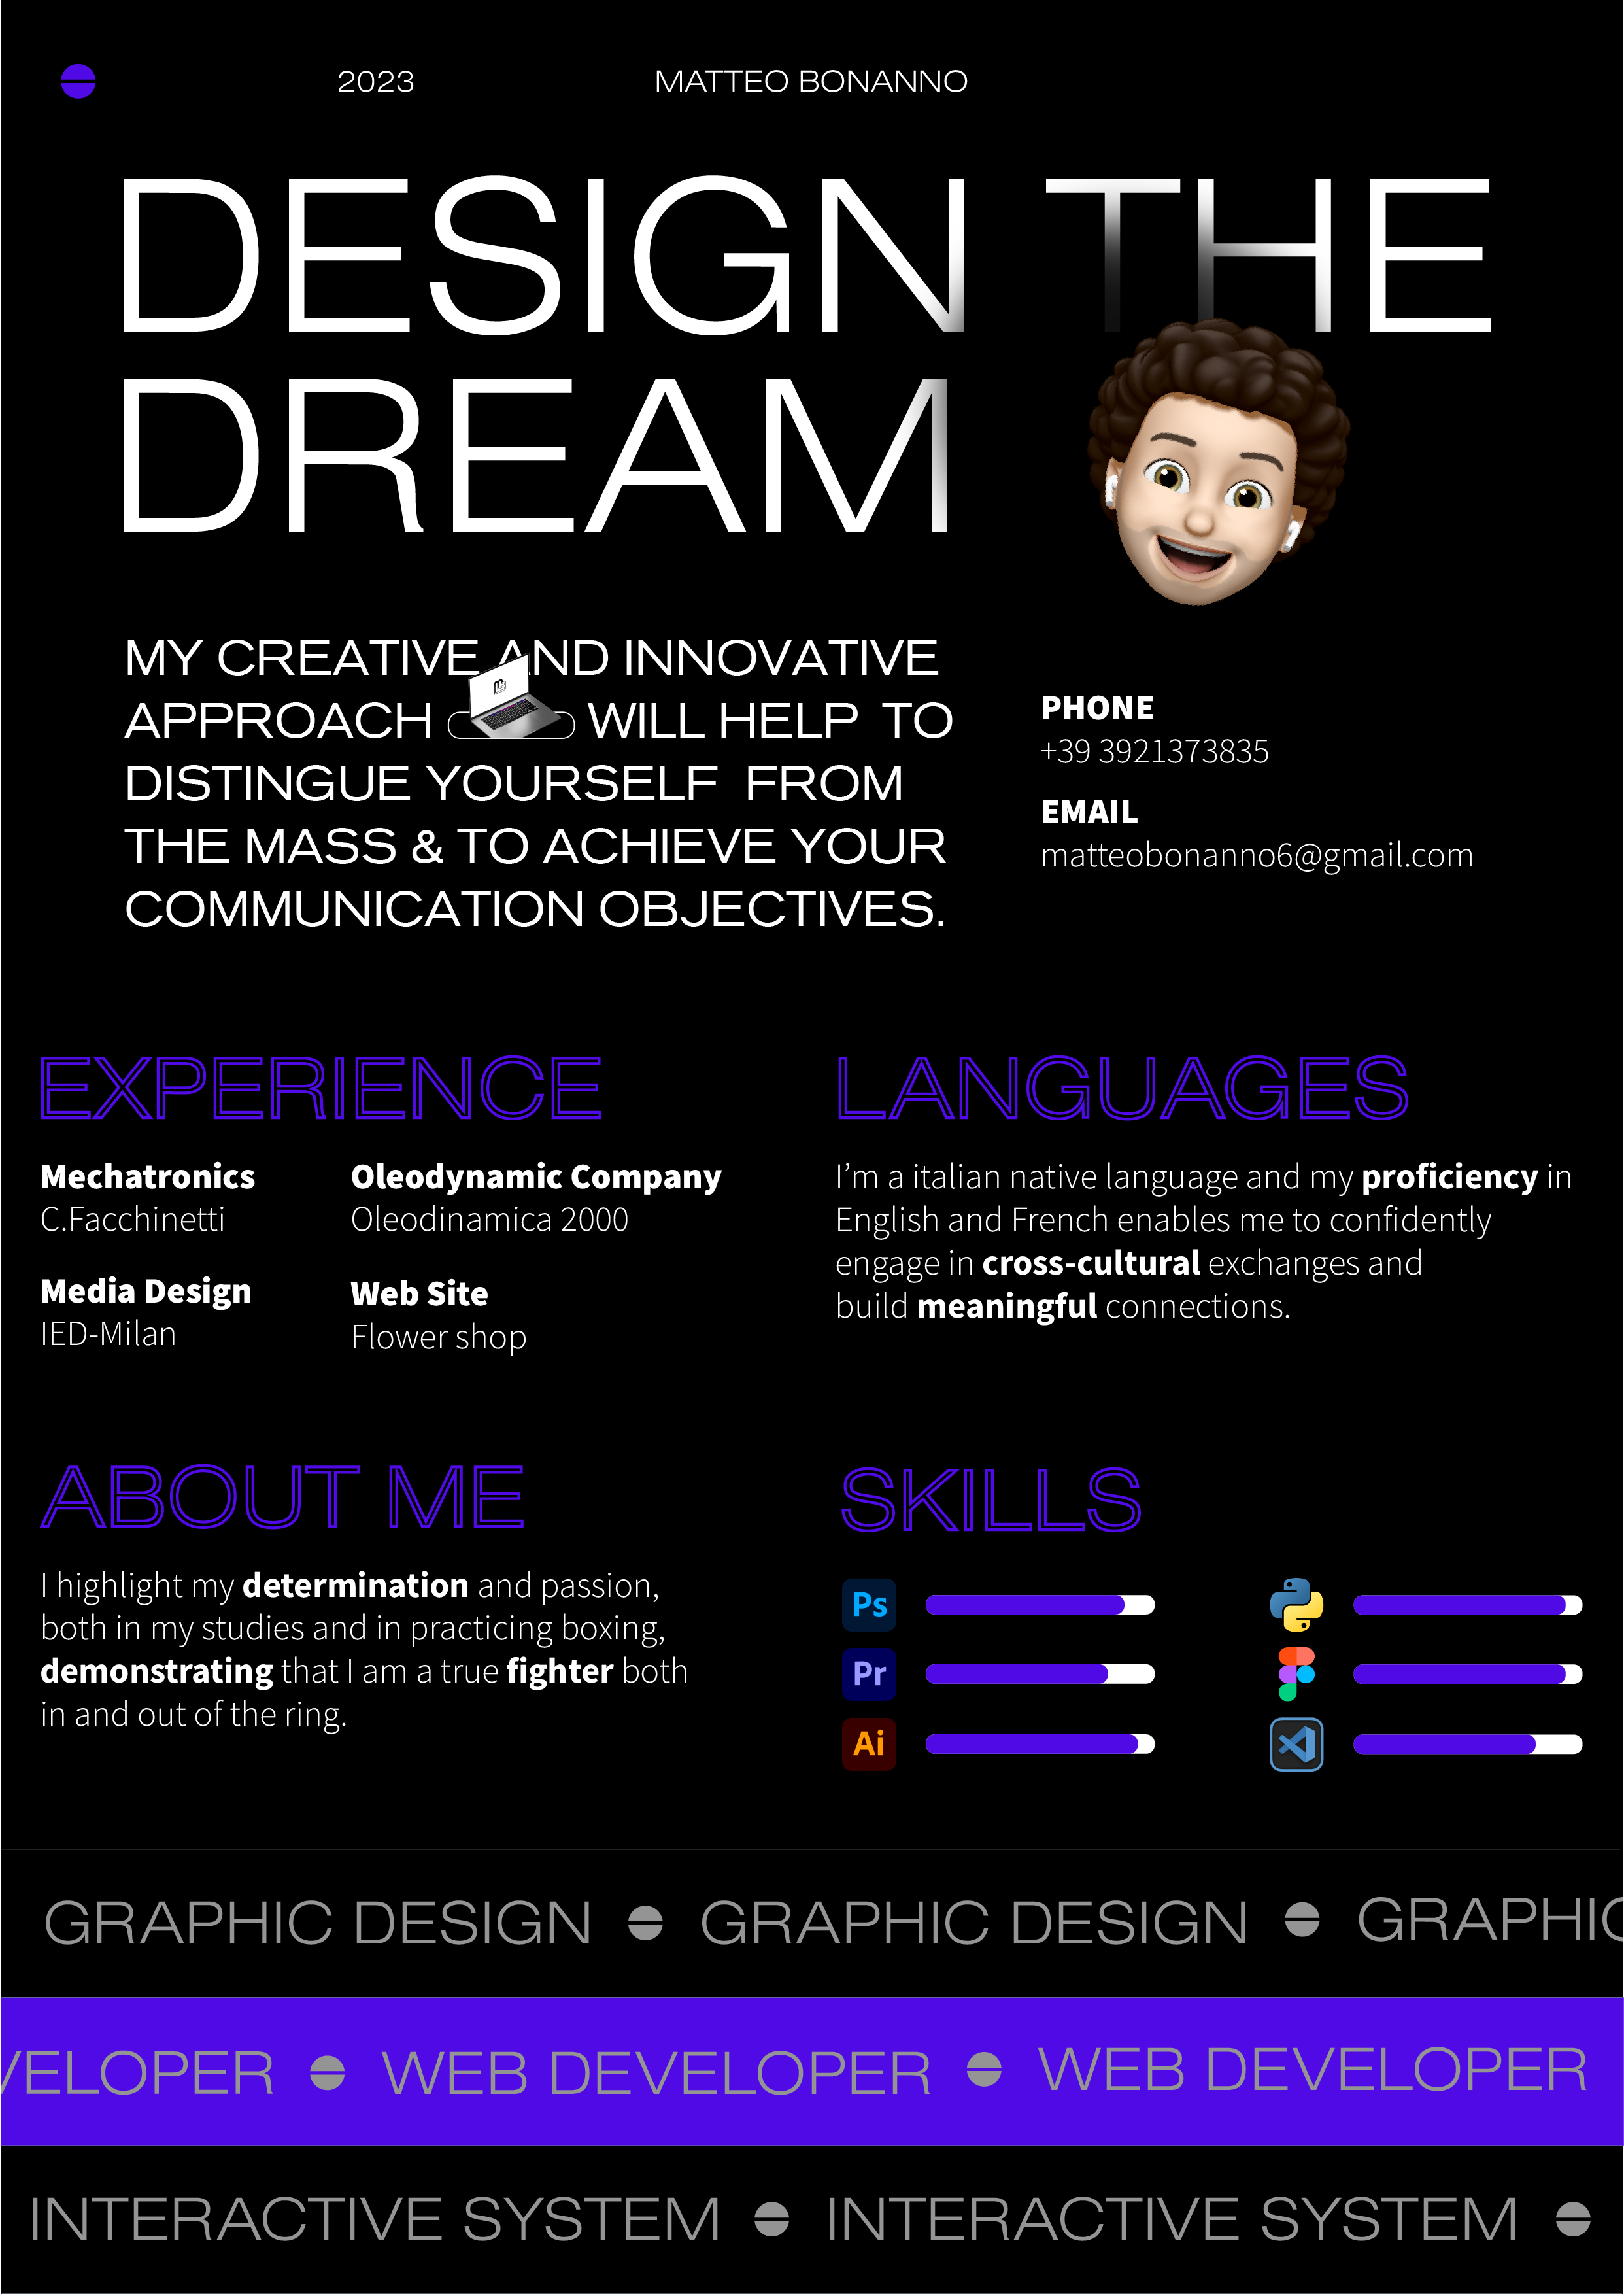 2023
MATTEO BONANNO
DESIGN THE
DREAM
MY CREATIVE AND INNOVATIVE
APPROACH WILL HELP TO
DISTINGUE YOURSELF FROM
THE MASS & TO ACHIEVE YOUR
COMMUNICATION OBJECTIVES.
PHONE
+39 3921373835
EMAIL
matteobonanno6@gmail.com
EXPERIENCE
Mechatronics
C.Facchinetti
Media Design
IED-Milan
Oleodynamic Company
Oleodinamica 2000
Web Site
Flower shop
LANGUAGES
I’m a italian native language and my proficiency in
English and French enables me to confidently
engage in cross-cultural exchanges and
build meaningful connections.
ABOUT ME
I highlight my determination and passion,
both in my studies and in practicing boxing,
demonstrating that I am a true fighter both
in and out of the ring.
SKILLS
Ps
Pr
Ai
GRAPHIC DESIGN GRAPHIC DESIGN GRAPHIC
VELOPER WEB DEVELOPER WEB DEVELOPER
INTERACTIVE SYSTEM INTERACTIVE SYSTEM